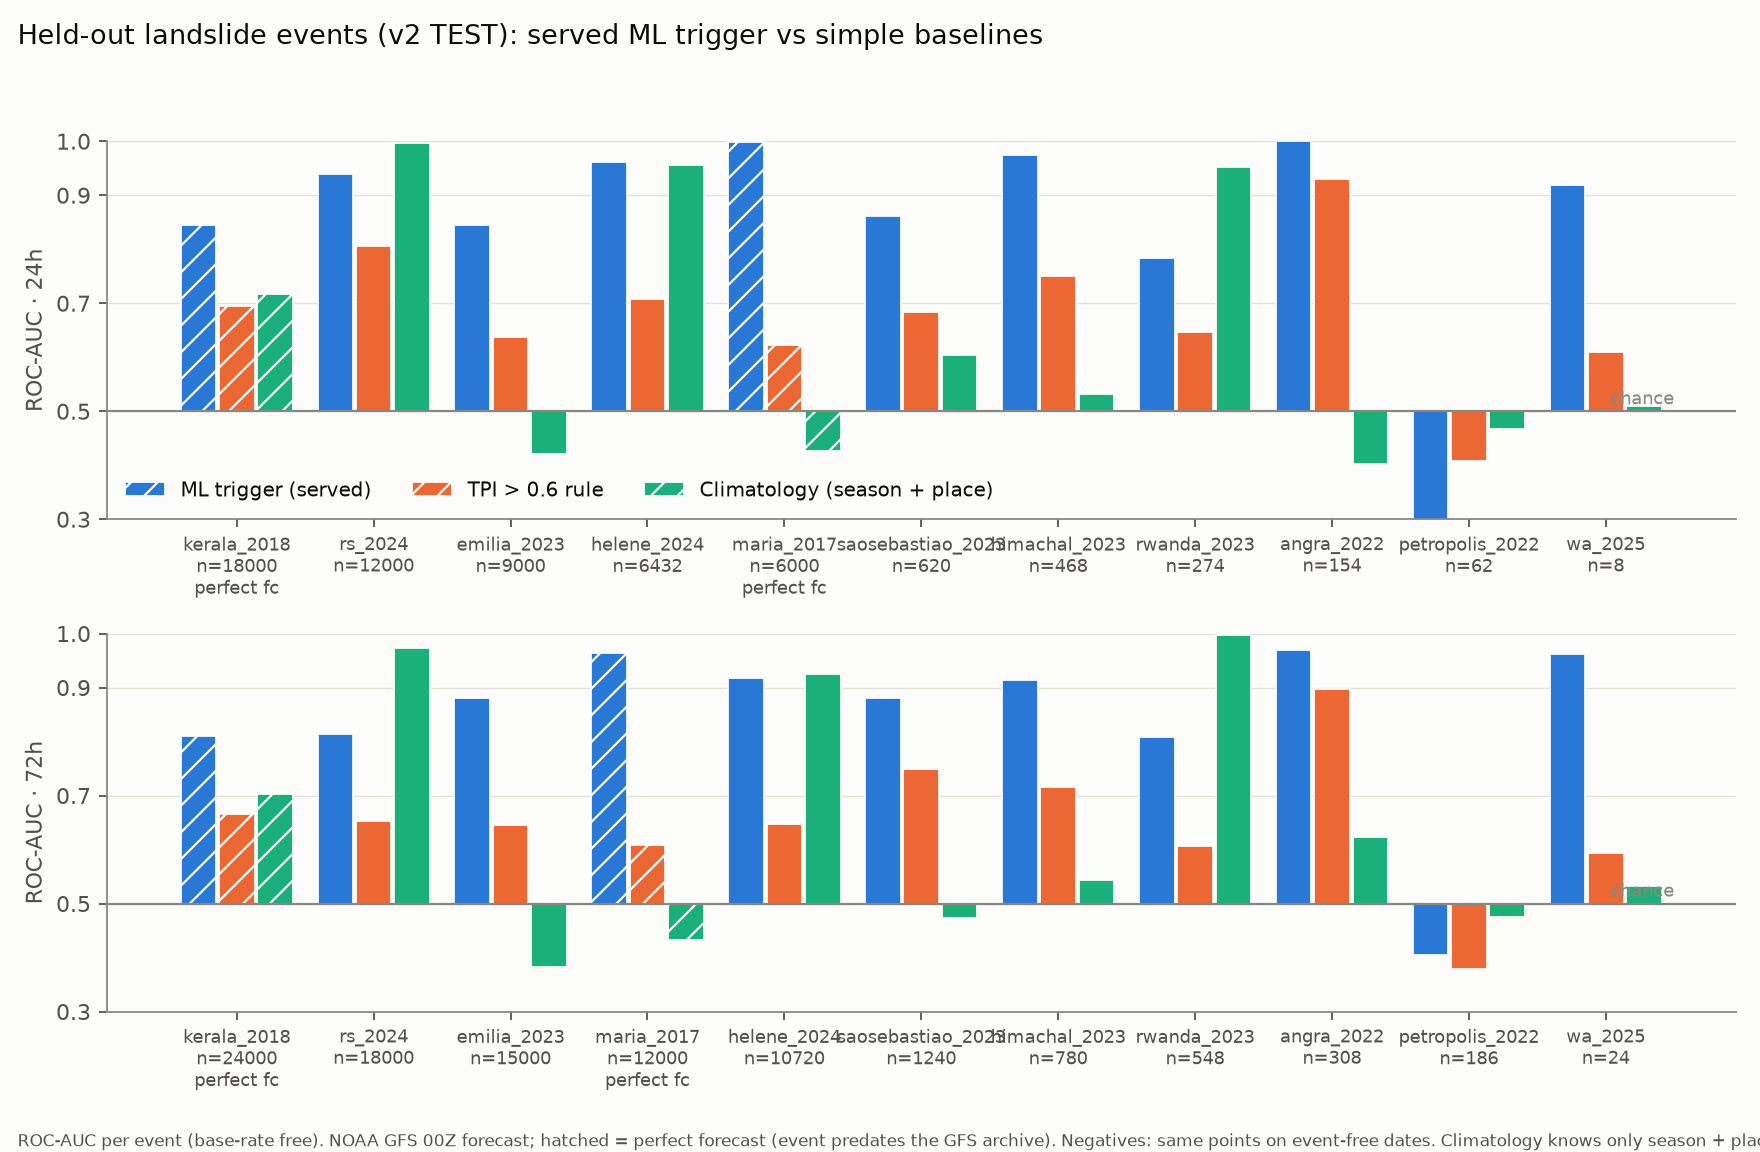 Held-out landslide events (v2 TEST): served ML trigger vs simple baselines
ROC-AUC · 24h
1.0
0.9
0.7
0.5
0.3
chance
ML trigger (served)
TPI > 0.6 rule
Climatology (season + place)
kerala_2018
n=18000
perfect fc
rs_2024
n=12000
emilia_2023
n=9000
helene_2024
n=6432
maria_2017
n=6000
perfect fc
saosebastiao_2023
n=620
himachal_2023
n=468
rwanda_2023
n=274
angra_2022
n=154
petropolis_2022
n=62
wa_2025
n=8
ROC-AUC · 72h
1.0
0.9
0.7
0.5
0.3
chance
kerala_2018
n=24000
perfect fc
rs_2024
n=18000
emilia_2023
n=15000
maria_2017
n=12000
perfect fc
helene_2024
n=10720
saosebastiao_2023
n=1240
himachal_2023
n=780
rwanda_2023
n=548
angra_2022
n=308
petropolis_2022
n=186
wa_2025
n=24
ROC-AUC per event (base-rate free). NOAA GFS 00Z forecast; hatched = perfect forecast (event predates the GFS archive). Negatives: same points on event-free dates. Climatology knows only season +